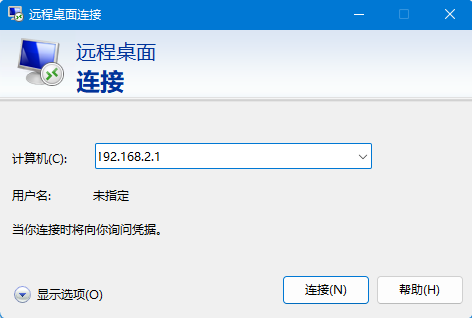 远程桌面连接
远程桌面
连接
计算机(C): 192.168.2.1
用户名: 未指定
当你连接时将向你询问凭据。
显示选项(O) 连接(N) 帮助(H)